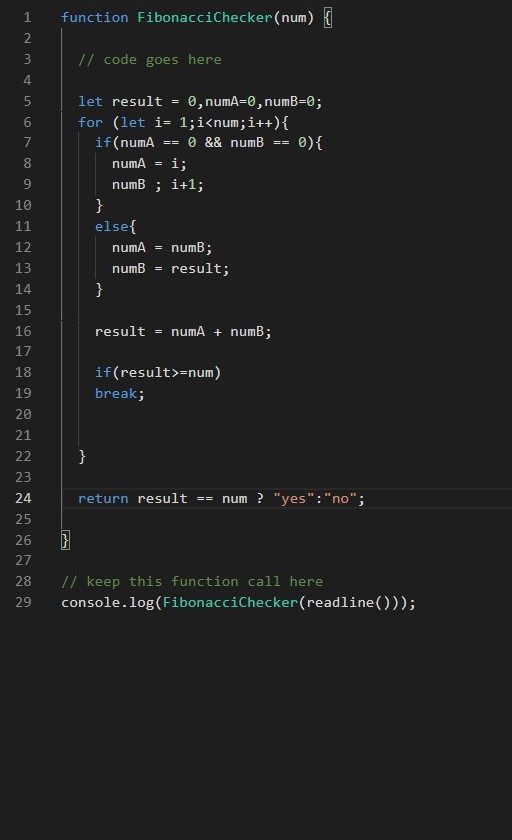 1 function FibonacciChecker(num) {
2
3 // code goes here
4
5 let result = 0,numA=0,numB=0;
6 for (let i= 1;i<num;i++){
7 if(numA == 0 && numB == 0){
8 numA = i;
9 numB ; i+1;
10 }
11 else{
12 numA = numB;
13 numB = result;
14 }
15
16 result = numA + numB;
17
18 if(result>=num)
19 break;
20
21
22 }
23
24 return result == num ? "yes":"no";
25
26 }
27
28 // keep this function call here
29 console.log(FibonacciChecker(readline()));